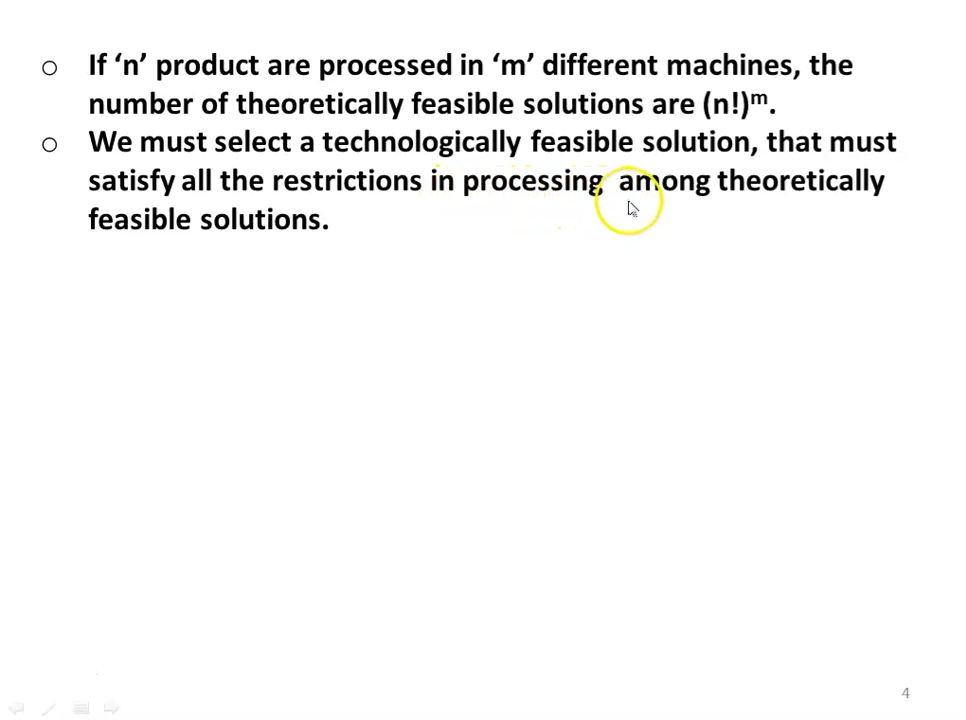 o If ‘n’ product are processed in ‘m’ different machines, the
number of theoretically feasible solutions are (n!)ᵐ.
o We must select a technologically feasible solution, that must
satisfy all the restrictions in processing among theoretically
feasible solutions.
4